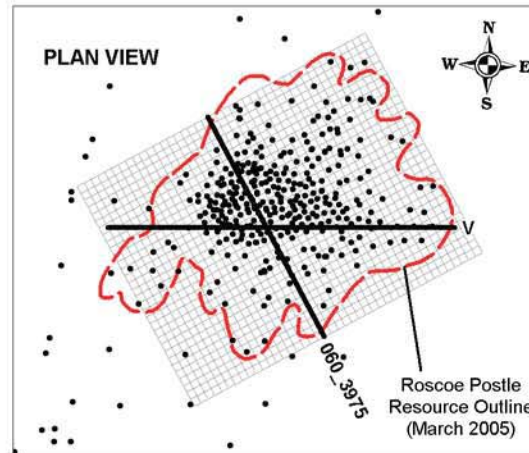 PLAN VIEW
N
W
E
S
V
060_3975
Roscoe Postle
Resource Outline
(March 2005)